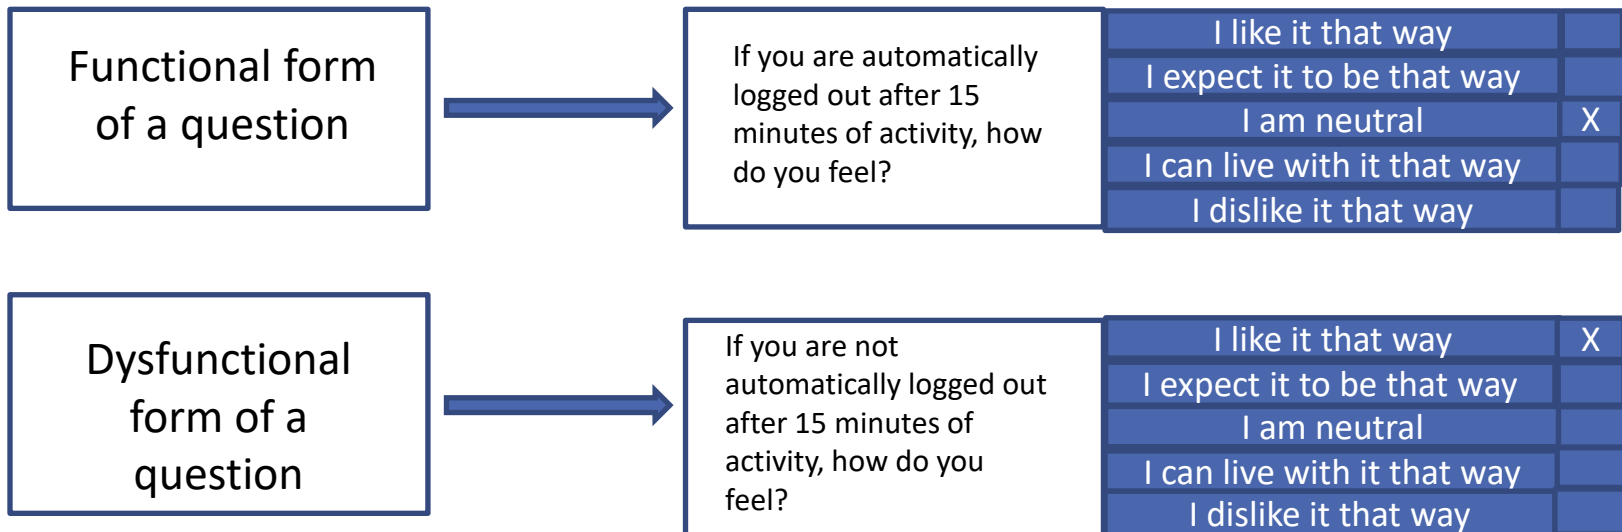 Functional form
of a question
If you are automatically
logged out after 15
minutes of activity, how
do you feel?
I like it that way
I expect it to be that way
I am neutral X
I can live with it that way
I dislike it that way
Dysfunctional
form of a
question
If you are not
automatically logged out
after 15 minutes of
activity, how do you
feel?
I like it that way X
I expect it to be that way
I am neutral
I can live with it that way
I dislike it that way